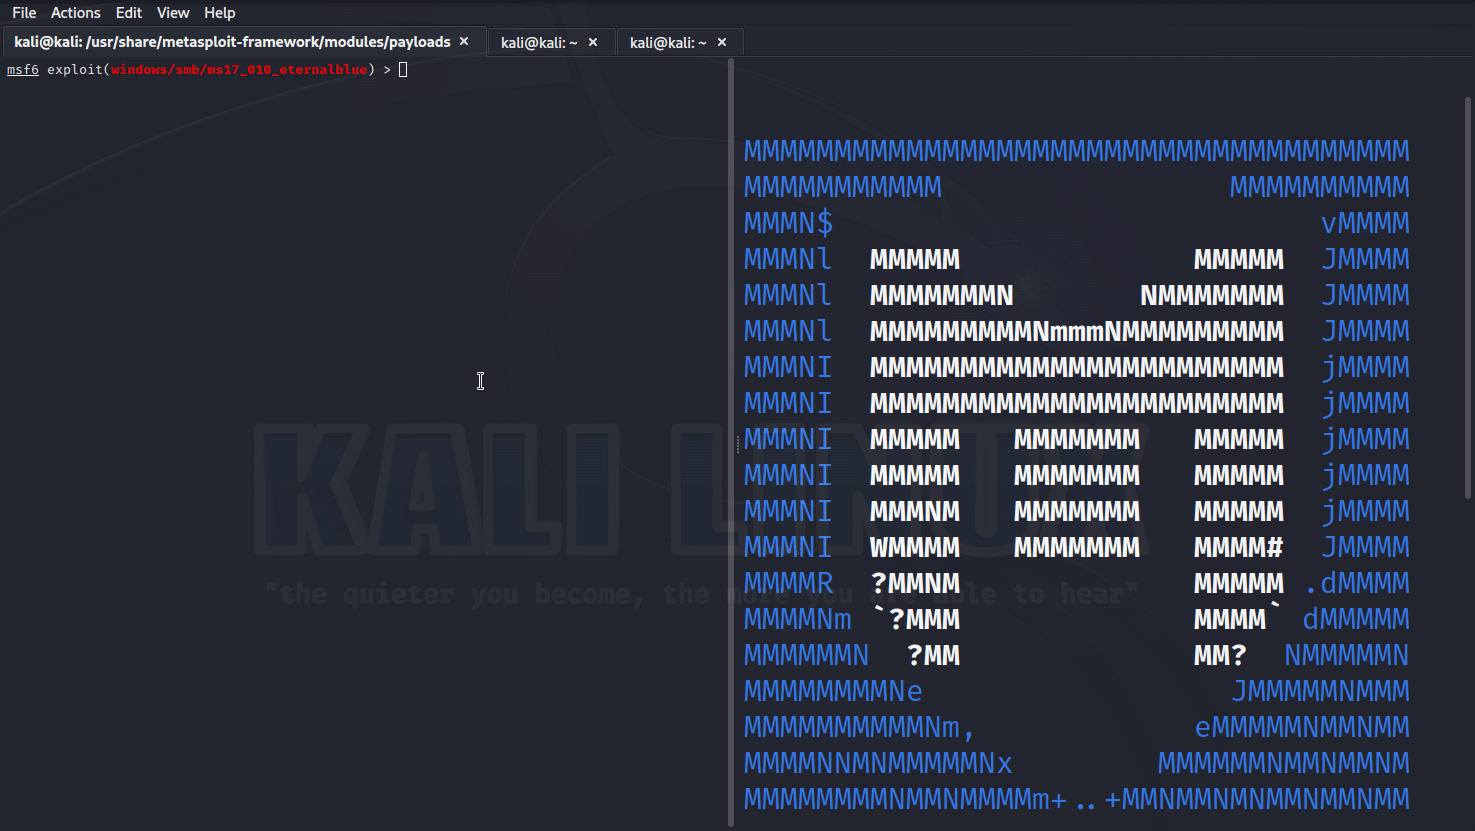 File Actions Edit View Help
kali@kali: /usr/share/metasploit-framework/modules/payloads × kali@kali: ~ × kali@kali: ~ ×
msf6 exploit(windows/smb/ms17_010_eternalblue) >
MMMMMMMMMMMMMMMMMMMMMMMMMMMMMMMMMMMMM
MMMMMMMMMMM                MMMMMMMMMM
MMMN$                           vMMMM
MMMNl  MMMMM             MMMMM  JMMMM
MMMNl  MMMMMMMN       NMMMMMMM  JMMMM
MMMNl  MMMMMMMMMNmmmNMMMMMMMMM  JMMMM
MMMNI  MMMMMMMMMMMMMMMMMMMMMMM  jMMMM
MMMNI  MMMMMMMMMMMMMMMMMMMMMMM  jMMMM
MMMNI  MMMMM   MMMMMMM   MMMMM  jMMMM
MMMNI  MMMMM   MMMMMMM   MMMMM  jMMMM
MMMNI  MMMNM   MMMMMMM   MMMMM  jMMMM
MMMNI  WMMMM   MMMMMMM   MMMM#  JMMMM
MMMMR  ?MMNM             MMMMM .dMMMM
MMMMNm `?MMM             MMMM` dMMMMM
MMMMMMN  ?MM             MM?  NMMMMMN
MMMMMMMMNe                 JMMMMMNMMM
MMMMMMMMMMNm,            eMMMMMNMMNMM
MMMMNNMNMMMMMNx        MMMMMMNMMNMMNM
MMMMMMMMNMMNMMMMm+..+MMNMMNMNMMNMMNMM
KALI LINUX
"the quieter you become, the more you are able to hear"